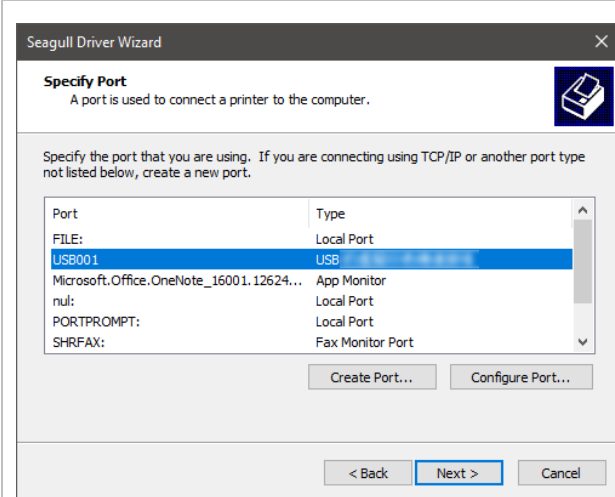 Seagull Driver Wizard
Specify Port
A port is used to connect a printer to the computer.
Specify the port that you are using. If you are connecting using TCP/IP or another port type
not listed below, create a new port.
Port Type
FILE: Local Port
USB001 USB
Microsoft.Office.OneNote_16001.12624... App Monitor
nul: Local Port
PORTPROMPT: Local Port
SHRFAX: Fax Monitor Port
Create Port... Configure Port...
< Back Next > Cancel